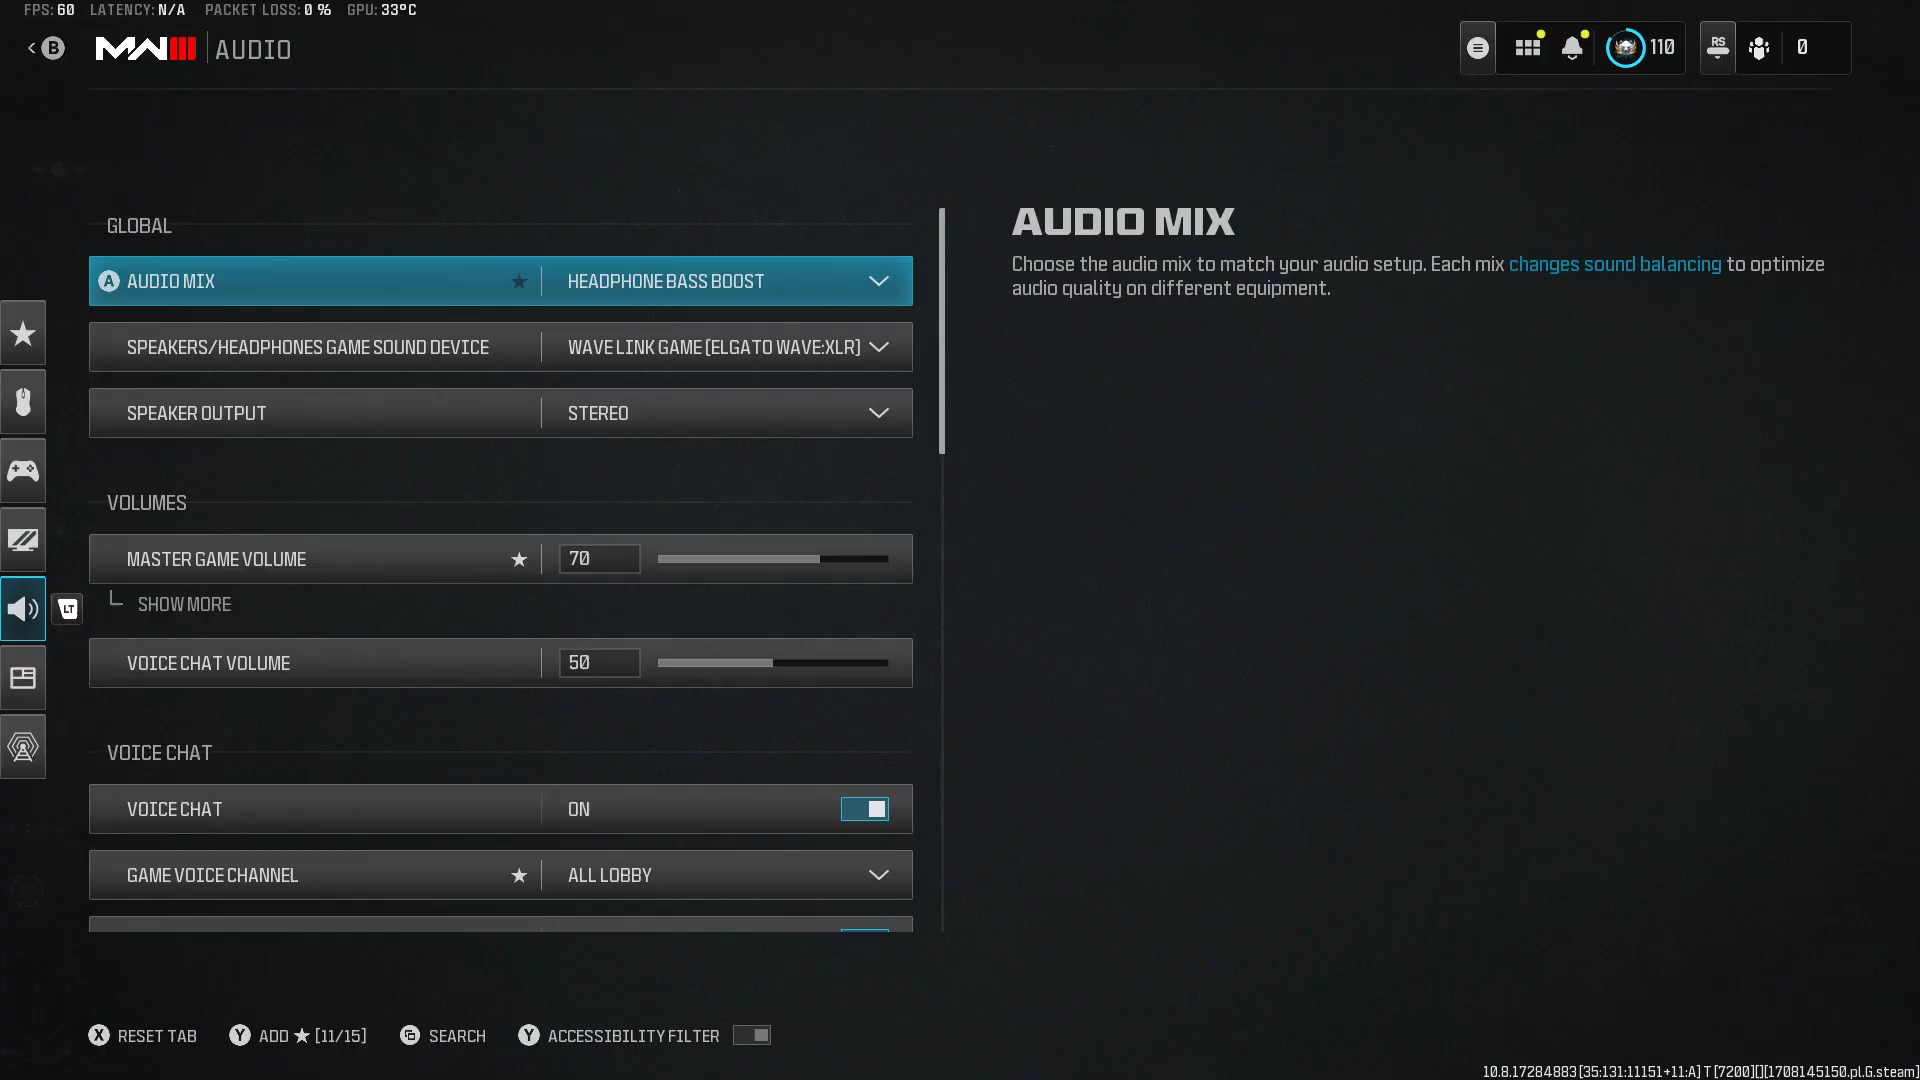 FPS: 60 LATENCY: N/A PACKET LOSS: 0 % GPU: 33°C
B MWIII AUDIO
110 RS 0
GLOBAL
A AUDIO MIX HEADPHONE BASS BOOST
SPEAKERS/HEADPHONES GAME SOUND DEVICE WAVE LINK GAME [ELGATO WAVE:XLR]
SPEAKER OUTPUT STEREO
VOLUMES
MASTER GAME VOLUME 70
SHOW MORE
LT
VOICE CHAT VOLUME 50
VOICE CHAT
VOICE CHAT ON
GAME VOICE CHANNEL ALL LOBBY
AUDIO MIX
Choose the audio mix to match your audio setup. Each mix changes sound balancing to optimize
audio quality on different equipment.
X RESET TAB Y ADD ★ [11/15] SEARCH Y ACCESSIBILITY FILTER
10.8.17284883 [35:131:11151+11:A] T [7200][][1708145150.pl.G.steam]